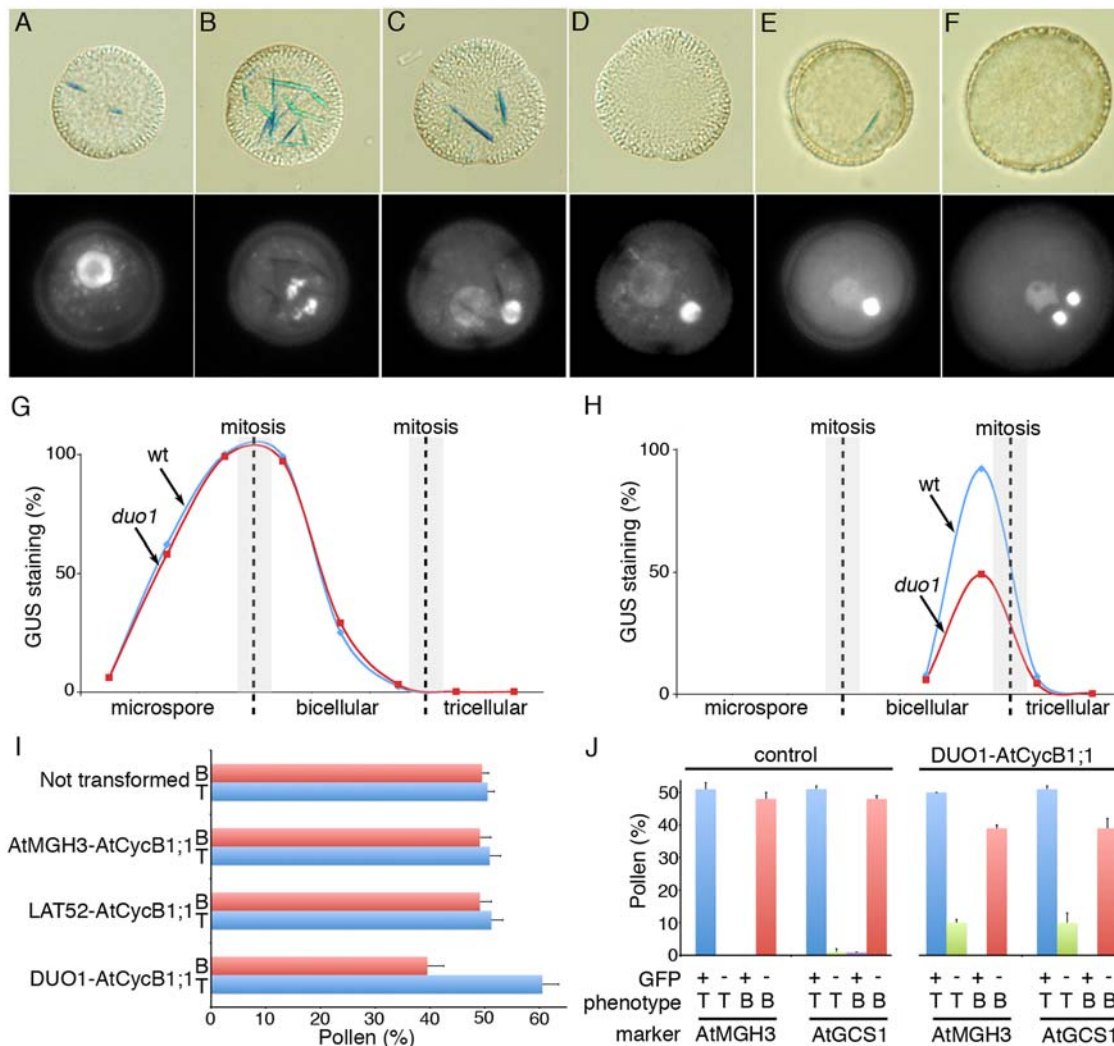 A B C D E F
G
mitosis mitosis
100
wt
duo1
50
0
GUS staining (%)
microspore bicellular tricellular
H
mitosis mitosis
100
wt
50
duo1
0
GUS staining (%)
microspore bicellular tricellular
I
Not transformed B
T
AtMGH3-AtCycB1;1 B
T
LAT52-AtCycB1;1 B
T
DUO1-AtCycB1;1 B
T
0 10 20 30 40 50 60
Pollen (%)
J
control DUO1-AtCycB1;1
50
40
30
20
10
0
Pollen (%)
GFP + - + - + - + - + - + - + - + -
phenotype T T B B T T B B T T B B T T B B
marker AtMGH3 AtGCS1 AtMGH3 AtGCS1